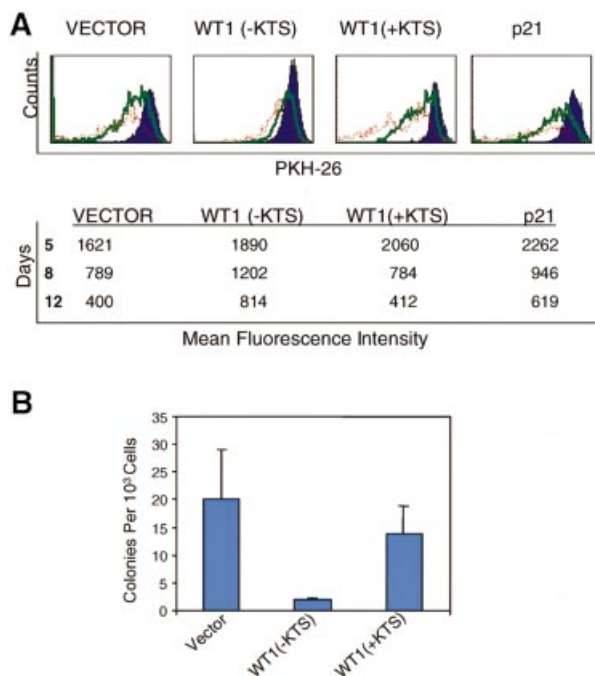 A
VECTOR WT1 (-KTS) WT1(+KTS) p21
Counts
PKH-26
VECTOR WT1 (-KTS) WT1(+KTS) p21
Days
5 1621 1890 2060 2262
8 789 1202 784 946
12 400 814 412 619
Mean Fluorescence Intensity
B
Colonies Per 10³ Cells
35
30
25
20
15
10
5
0
Vector WT1(-KTS) WT1(+KTS)